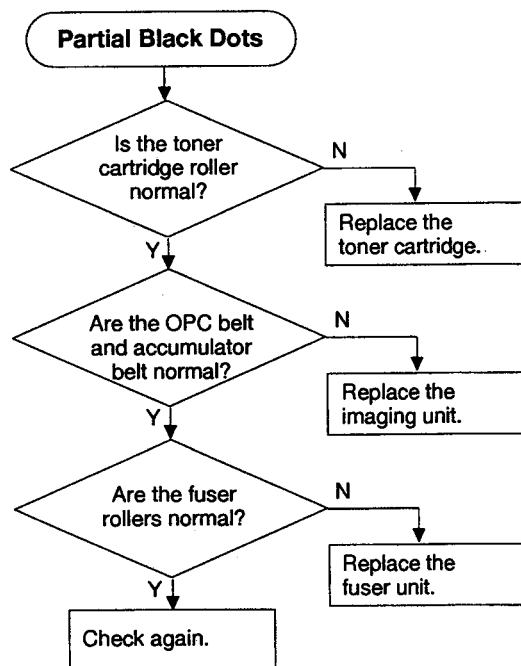 Partial Black Dots
Is the toner
cartridge roller
normal?
N
Replace the
toner cartridge.
Y
Are the OPC belt
and accumulator
belt normal?
N
Replace the
imaging unit.
Y
Are the fuser
rollers normal?
N
Replace the
fuser unit.
Y
Check again.